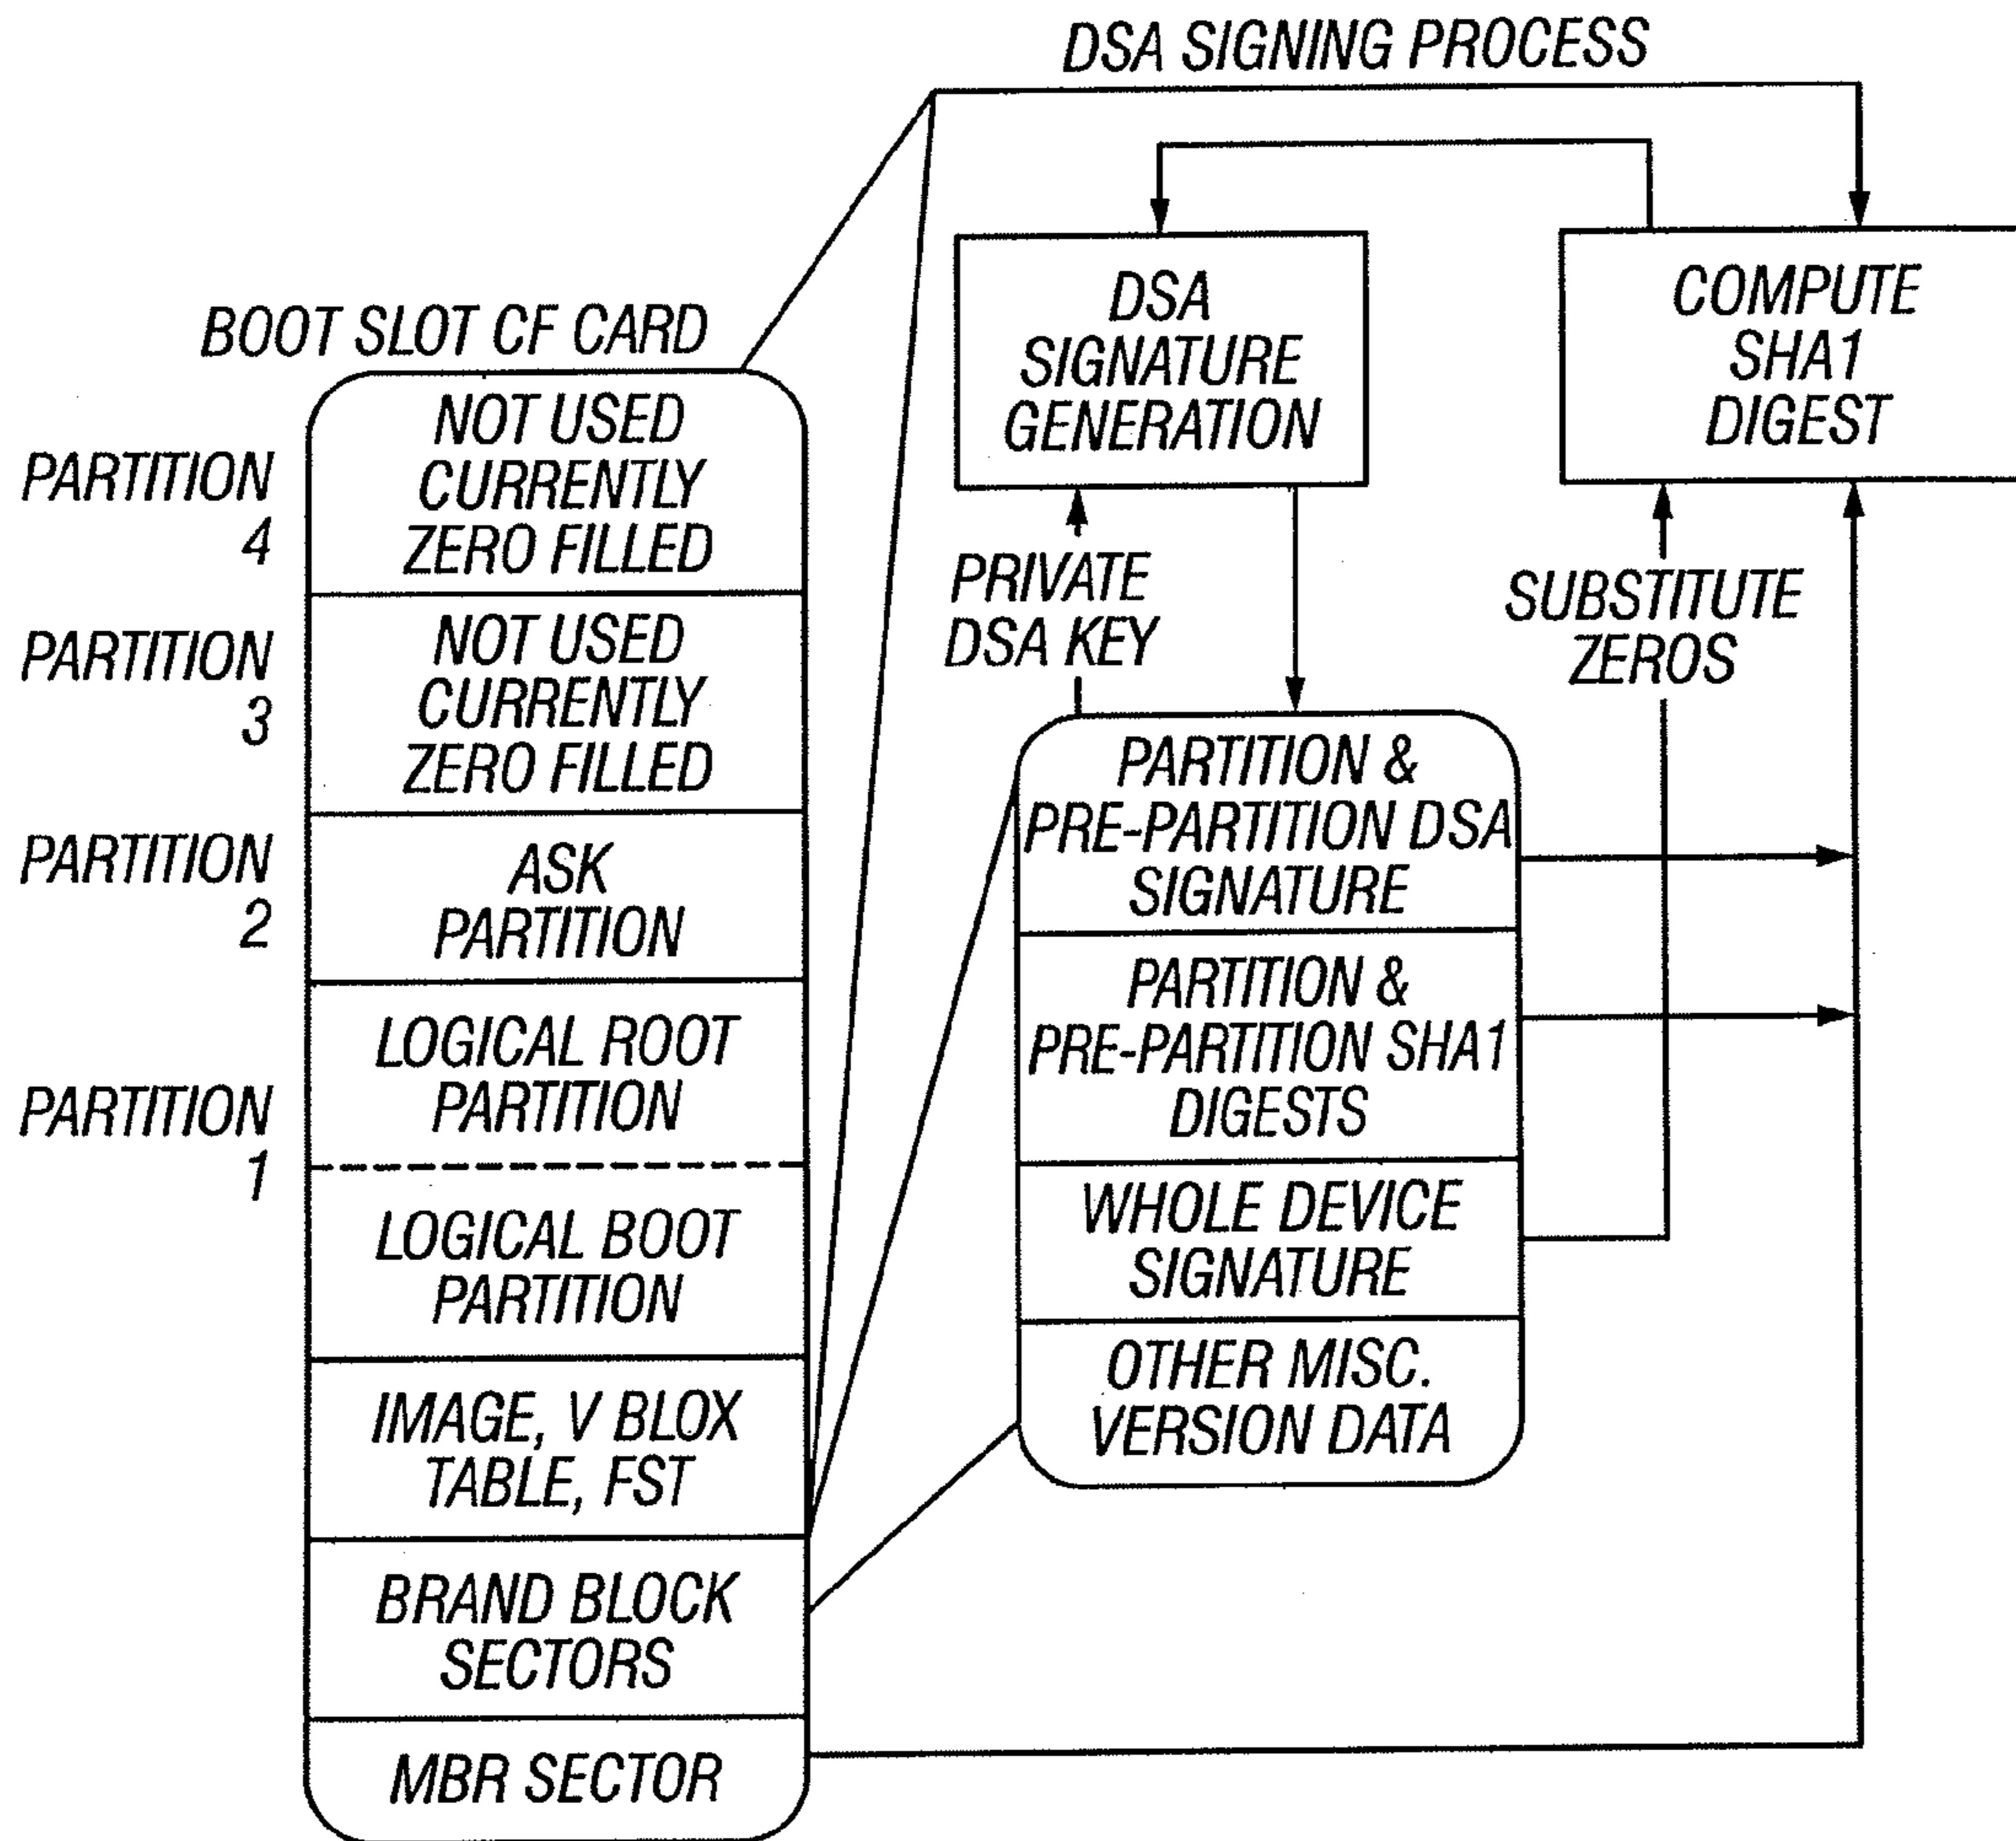 DSA SIGNING PROCESS
BOOT SLOT CF CARD
PARTITION
4
NOT USED
CURRENTLY
ZERO FILLED
PARTITION
3
NOT USED
CURRENTLY
ZERO FILLED
PARTITION
2
ASK
PARTITION
PARTITION
1
LOGICAL ROOT
PARTITION
LOGICAL BOOT
PARTITION
IMAGE, V BLOX
TABLE, FST
BRAND BLOCK
SECTORS
MBR SECTOR
DSA
SIGNATURE
GENERATION
COMPUTE
SHA1
DIGEST
PRIVATE
DSA KEY
SUBSTITUTE
ZEROS
PARTITION &
PRE-PARTITION DSA
SIGNATURE
PARTITION &
PRE-PARTITION SHA1
DIGESTS
WHOLE DEVICE
SIGNATURE
OTHER MISC.
VERSION DATA